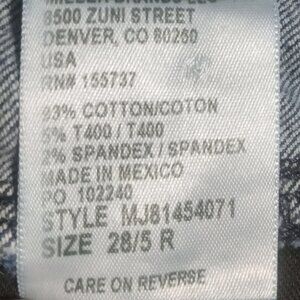 8500 ZUNI STREET
DENVER, CO 80260
USA
RN# 155737
93% COTTON/COTON
5% T400 / T400
2% SPANDEX / SPANDEX
MADE IN MEXICO
PO 102240
STYLE MJ81454071
SIZE 28/5 R
CARE ON REVERSE